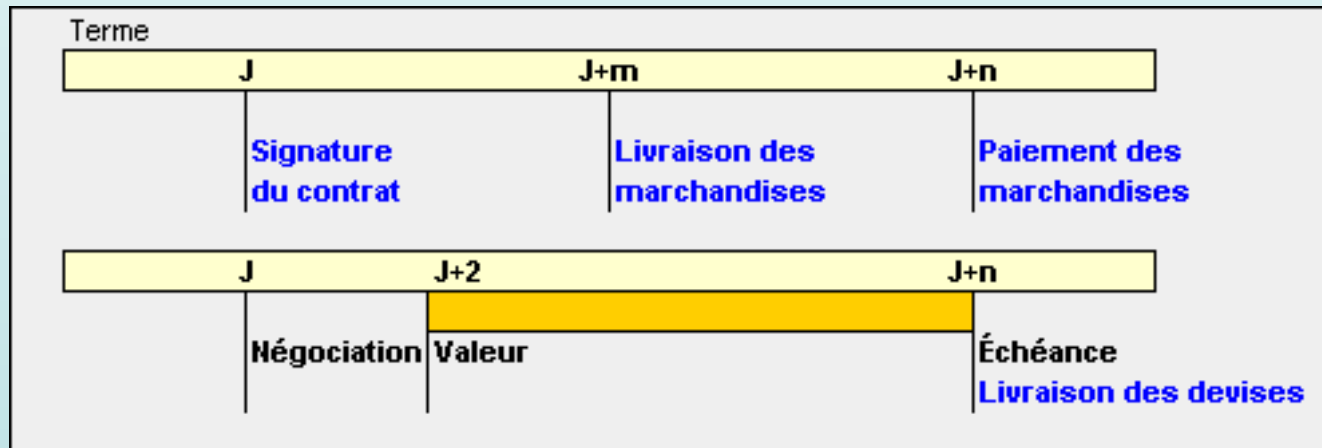 Terme
J J+m J+n
Signature Livraison des Paiement des
du contrat marchandises marchandises
J J+2 J+n
Négociation Valeur Échéance
Livraison des devises